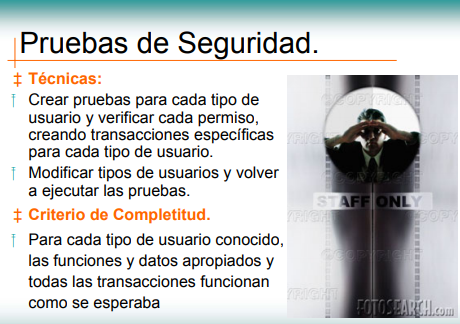 Pruebas de Seguridad.
‡ Técnicas:
† Crear pruebas para cada tipo de
usuario y verificar cada permiso,
creando transacciones específicas
para cada tipo de usuario.
† Modificar tipos de usuarios y volver
a ejecutar las pruebas.
‡ Criterio de Completitud.
† Para cada tipo de usuario conocido,
las funciones y datos apropiados y
todas las transacciones funcionan
como se esperaba
STAFF ONLY
FOTOSEARCH.com